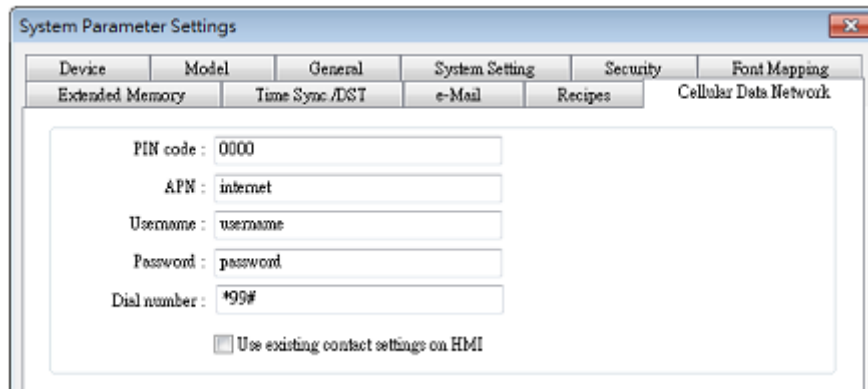 System Parameter Settings
Device Model General System Setting Security Font Mapping
Extended Memory Time Sync./DST e-Mail Recipes Cellular Data Network
PIN code : 0000
APN : internet
Username : username
Password : password
Dial number : *99#
Use existing contact settings on HMI